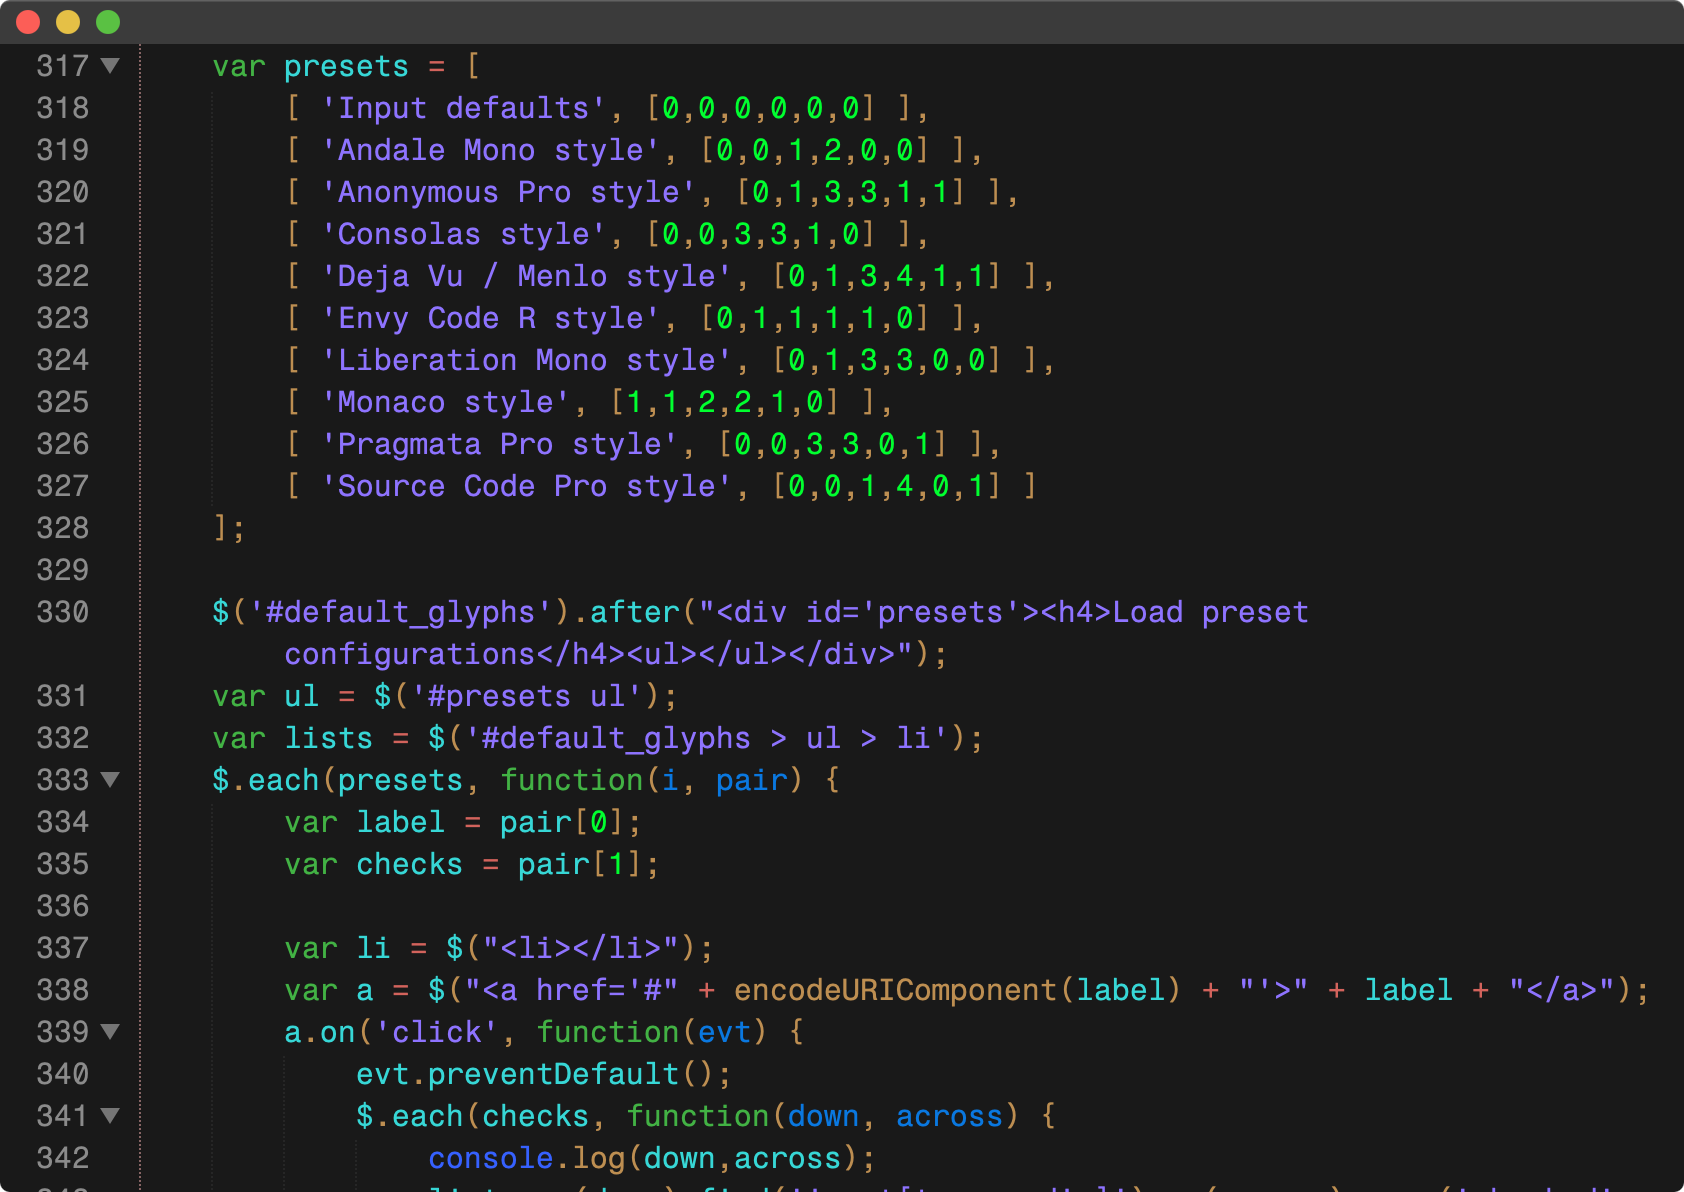 317 ▼ var presets = [
318 [ 'Input defaults', [0,0,0,0,0,0] ],
319 [ 'Andale Mono style', [0,0,1,2,0,0] ],
320 [ 'Anonymous Pro style', [0,1,3,3,1,1] ],
321 [ 'Consolas style', [0,0,3,3,1,0] ],
322 [ 'Deja Vu / Menlo style', [0,1,3,4,1,1] ],
323 [ 'Envy Code R style', [0,1,1,1,1,0] ],
324 [ 'Liberation Mono style', [0,1,3,3,0,0] ],
325 [ 'Monaco style', [1,1,2,2,1,0] ],
326 [ 'Pragmata Pro style', [0,0,3,3,0,1] ],
327 [ 'Source Code Pro style', [0,0,1,4,0,1] ]
328 ];
329
330 $('#default_glyphs').after("<div id='presets'><h4>Load preset
configurations</h4><ul></ul></div>");
331 var ul = $('#presets ul');
332 var lists = $('#default_glyphs > ul > li');
333 ▼ $.each(presets, function(i, pair) {
334 var label = pair[0];
335 var checks = pair[1];
336
337 var li = $("<li></li>");
338 var a = $("<a href='#" + encodeURIComponent(label) + "'>" + label + "</a>");
339 ▼ a.on('click', function(evt) {
340 evt.preventDefault();
341 ▼ $.each(checks, function(down, across) {
342 console.log(down,across);